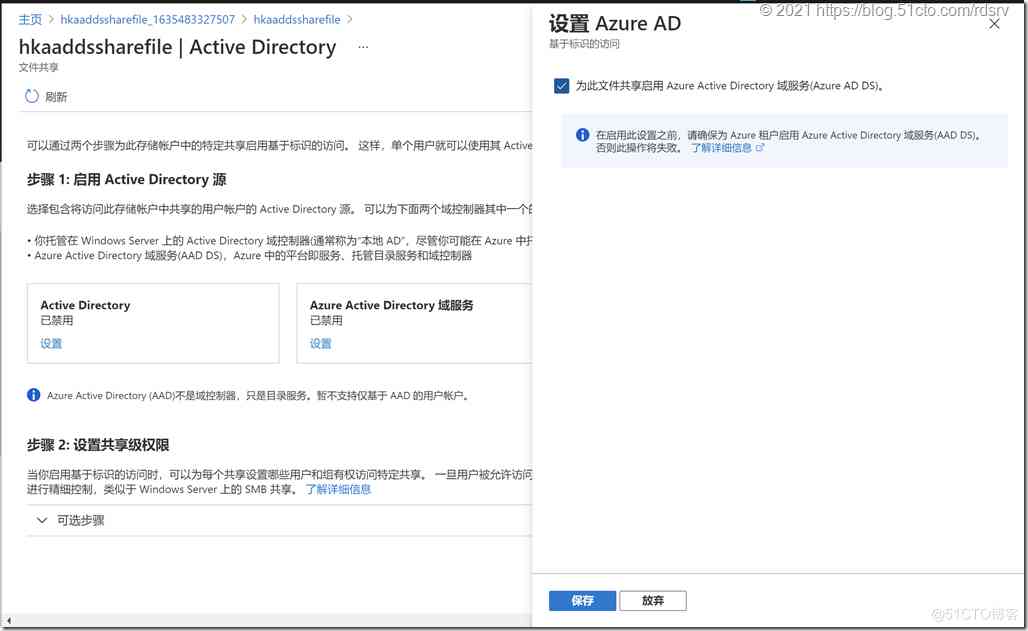 © 2021 https://blog.51cto.com/rdsrv
主页 > hkaaddssharefile_1635483327507 > hkaaddssharefile >
hkaaddssharefile | Active Directory ...
文件共享
刷新
可以通过两个步骤为此存储帐户中的特定共享启用基于标识的访问。 这样，单个用户就可以使用其 Active
步骤 1: 启用 Active Directory 源
选择包含将访问此存储帐户中共享的用户帐户的 Active Directory 源。 可以为下面两个域控制器其中一个的
• 你托管在 Windows Server 上的 Active Directory 域控制器(通常称为“本地 AD”，尽管你可能在 Azure 中托
• Azure Active Directory 域服务(AAD DS)，Azure 中的平台即服务、托管目录服务和域控制器
Active Directory
已禁用
设置
Azure Active Directory 域服务
已禁用
设置
Azure Active Directory (AAD)不是域控制器，只是目录服务。暂不支持仅基于 AAD 的用户帐户。
步骤 2: 设置共享级权限
当你启用基于标识的访问时，可以为每个共享设置哪些用户和组有权访问特定共享。 一旦用户被允许访问
进行精细控制，类似于 Windows Server 上的 SMB 共享。 了解详细信息
可选步骤
设置 Azure AD
基于标识的访问
为此文件共享启用 Azure Active Directory 域服务(Azure AD DS)。
在启用此设置之前，请确保为 Azure 租户启用 Azure Active Directory 域服务(AAD DS)。
否则此操作将失败。 了解详细信息
保存
放弃
@51CTO博客